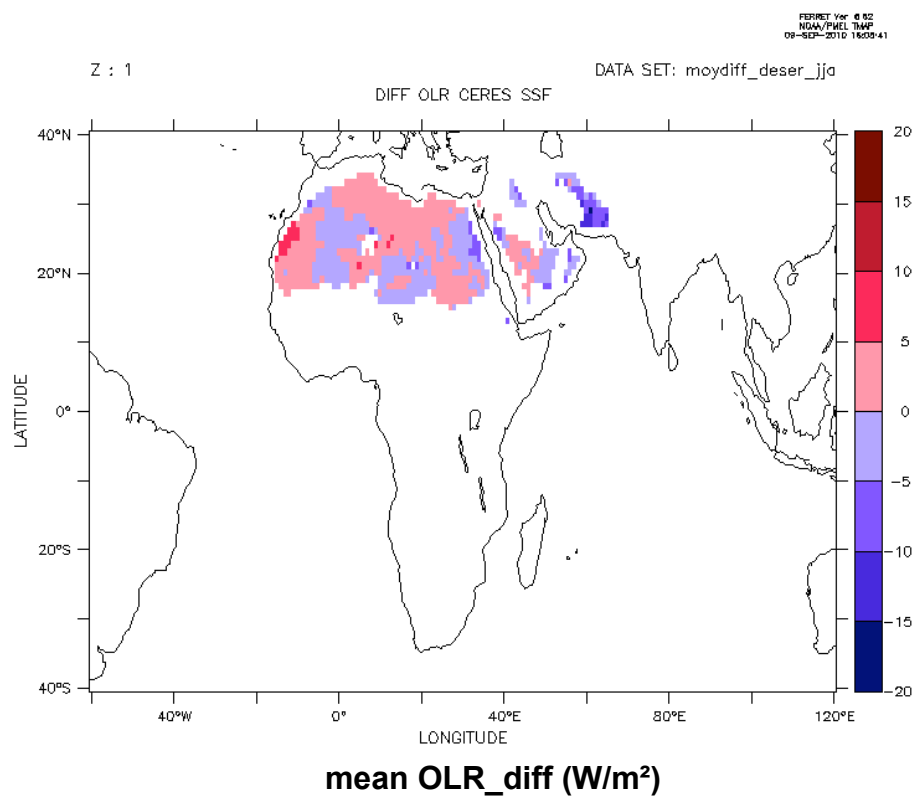 FERRET Ver 6.62
NOAA/PMEL TMAP
09-SEP-2010 16:08:41
Z : 1
DATA SET: moydiff_deser_jja
DIFF OLR CERES SSF
40°N
20°N
0°
20°S
40°S
LATITUDE
40°W
0°
40°E
80°E
120°E
LONGITUDE
20
15
10
5
0
-5
-10
-15
-20
mean OLR_diff (W/m²)